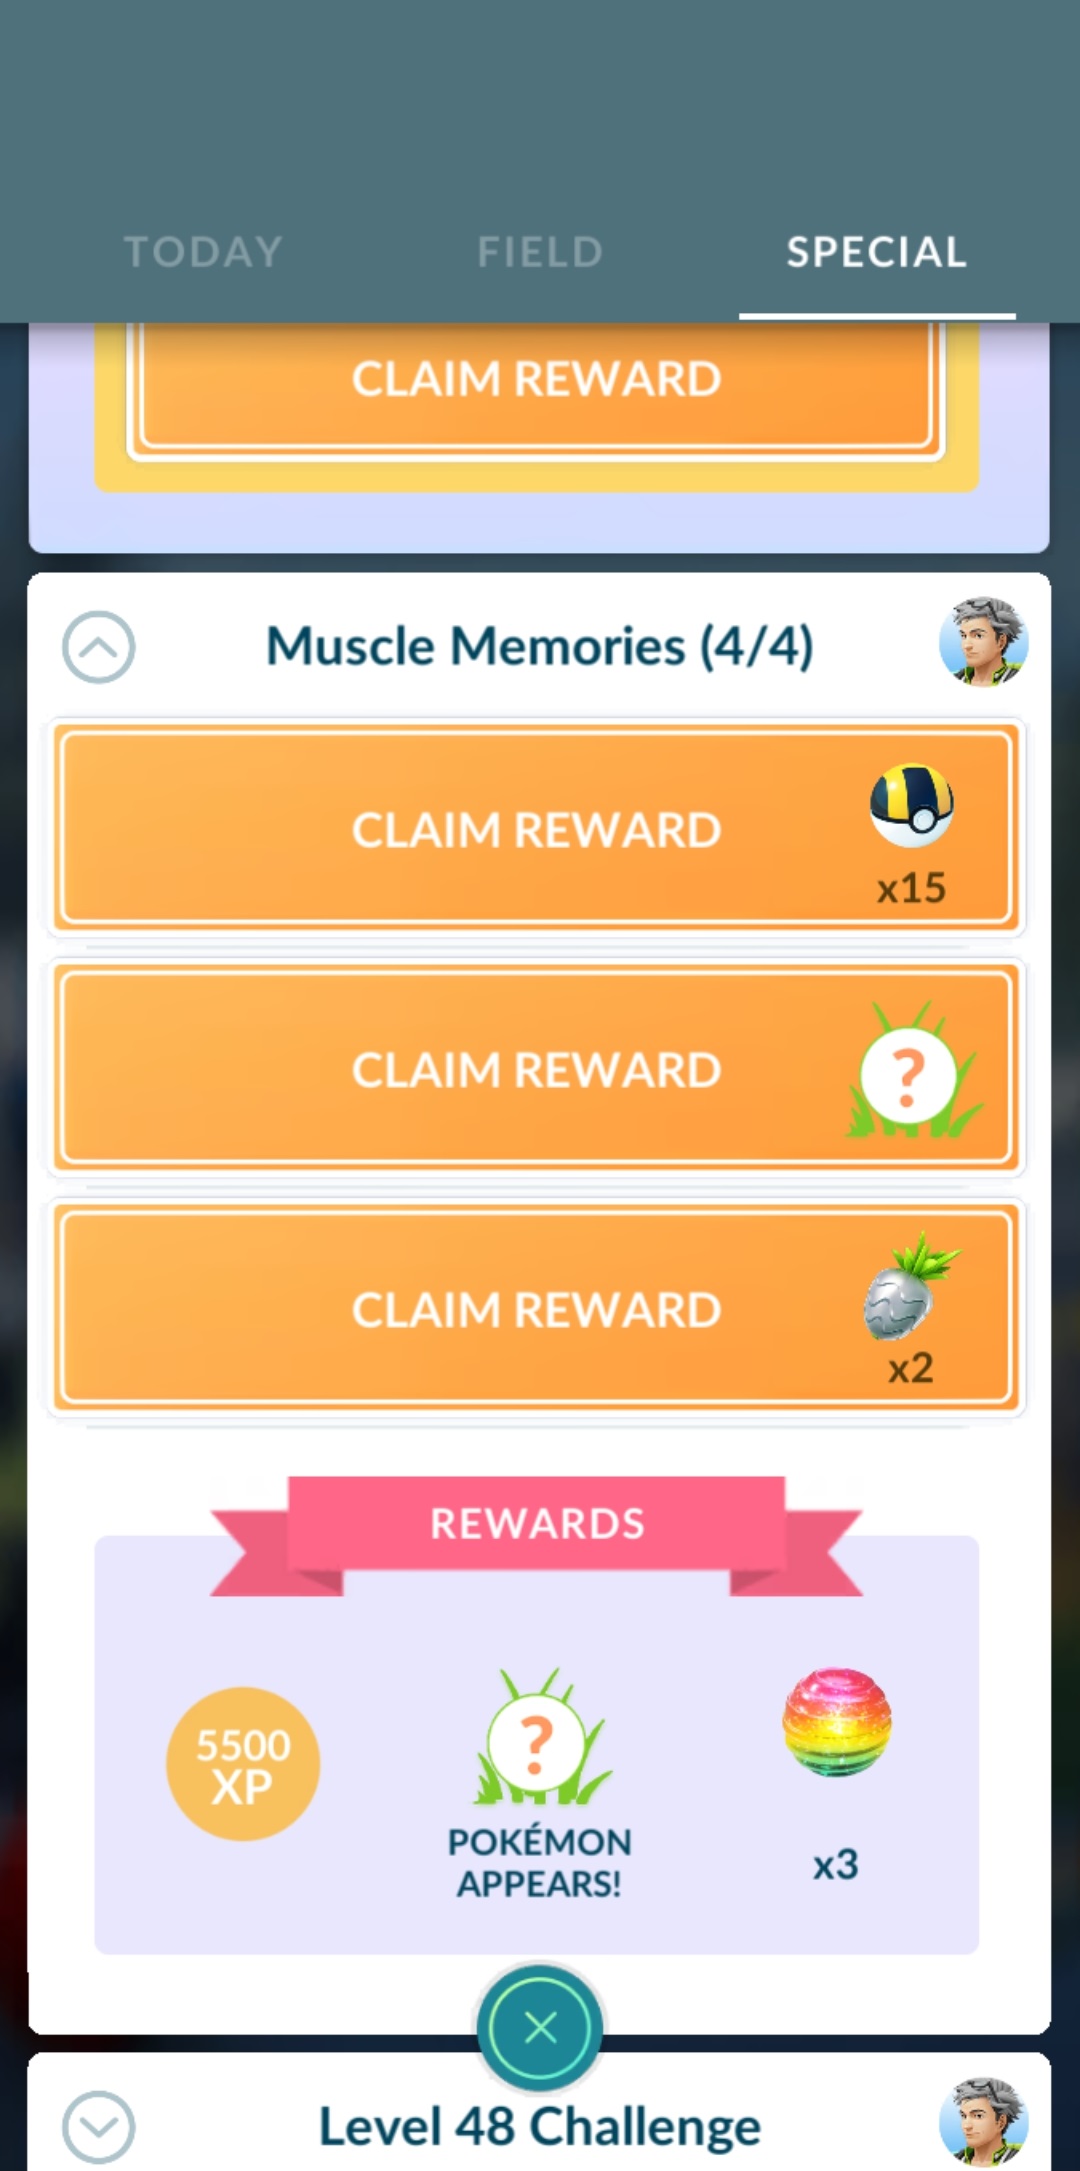 TODAY
FIELD
SPECIAL
CLAIM REWARD
Muscle Memories (4/4)
CLAIM REWARD
x15
CLAIM REWARD
?
CLAIM REWARD
x2
REWARDS
5500
XP
?
POKÉMON
APPEARS!
x3
Level 48 Challenge